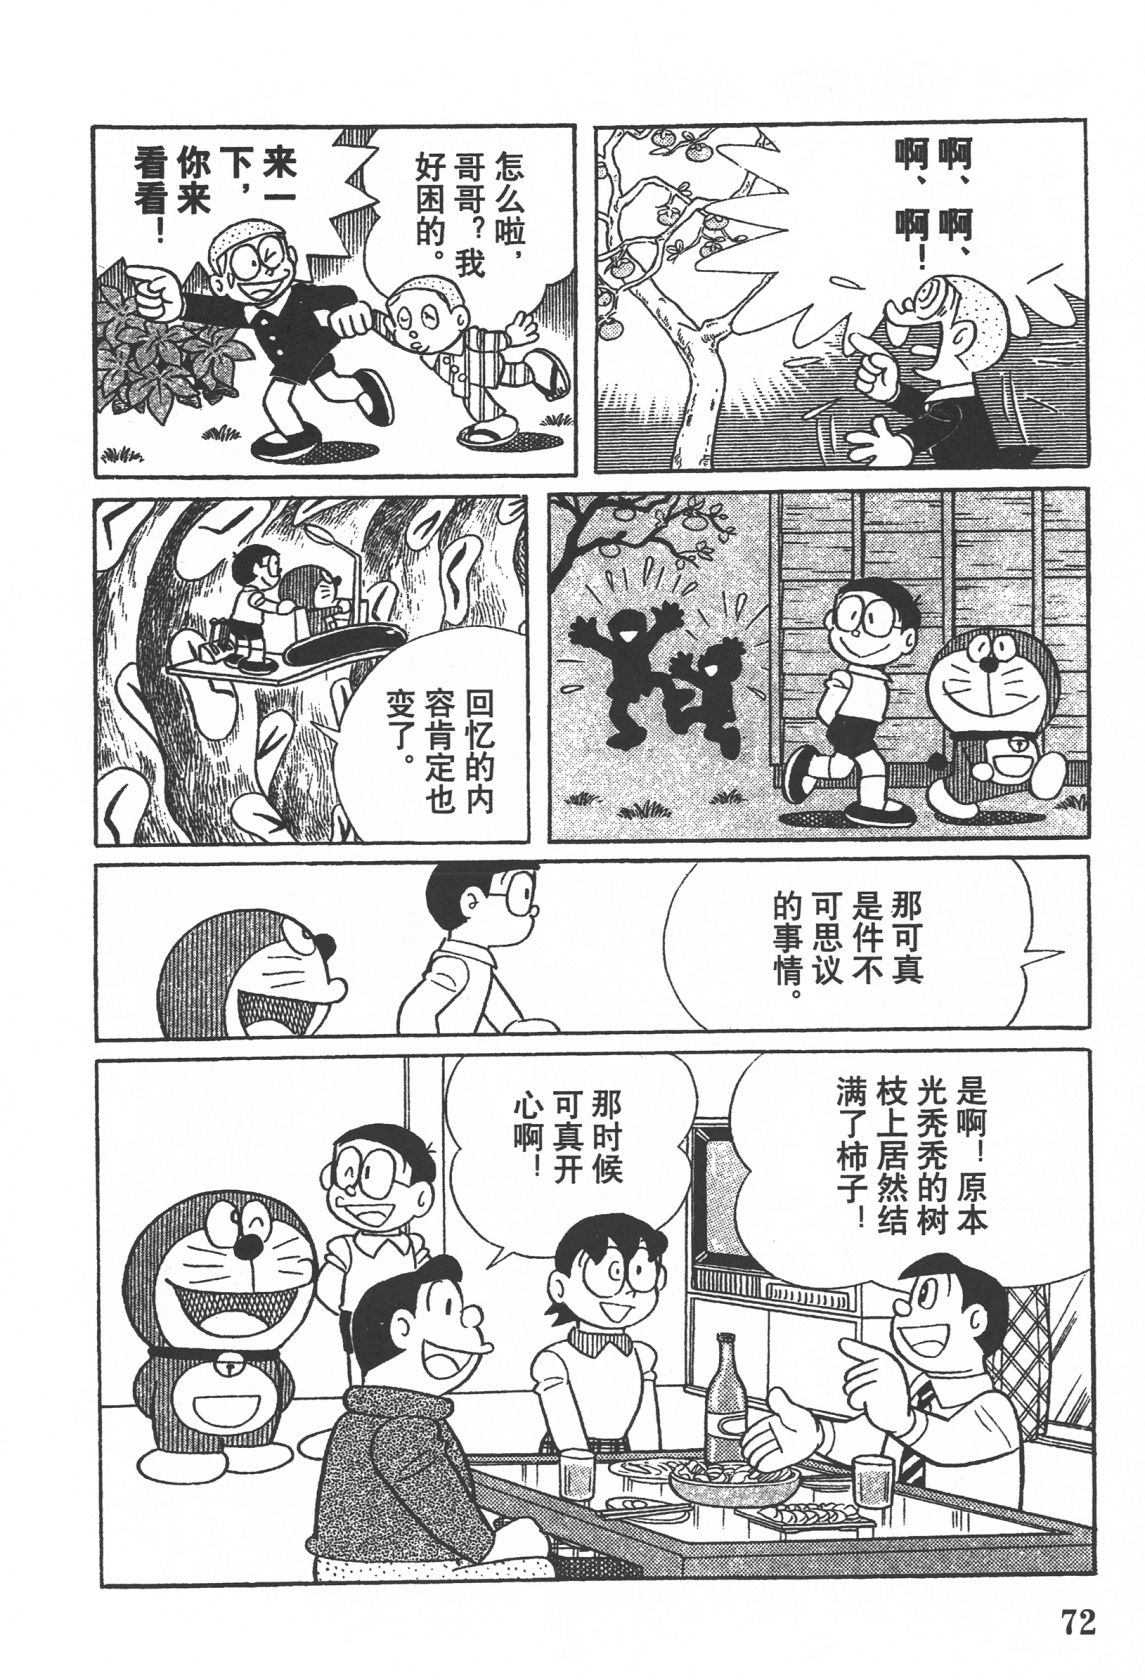 啊、啊、
啊、啊！
怎么啦，
哥哥？我
好困的。
来一
下，
你来
看看！
回忆的内
容肯定也
变了。
那可真
是件不
可思议
的事情。
是啊！原本
光秃秃的树
枝上居然结
满了柿子！
那时候
可真开
心啊！
72